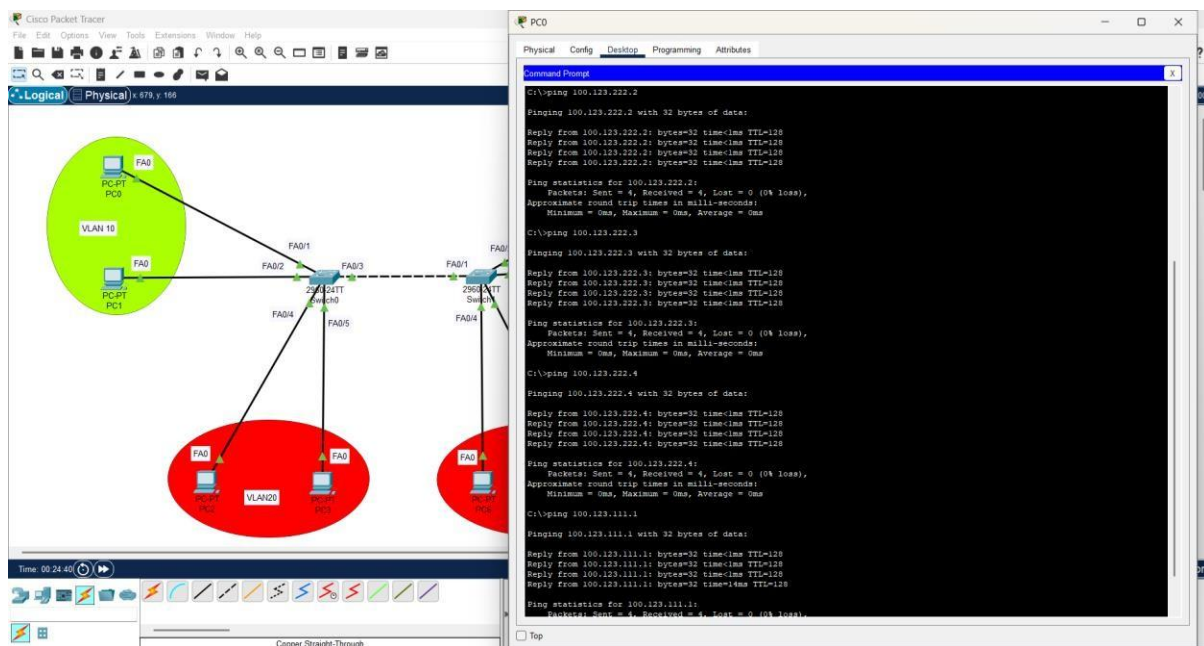 Cisco Packet Tracer
File Edit Options View Tools Extensions Window Help
Logical Physical x: 679, y: 166
FA0
PC-PT
PC0
VLAN 10
FA0
PC-PT
PC1
FA0/1
FA0/2
FA0/3
2960-24TT
Switch0
FA0/4
FA0/5
FA0/1
FA0/4
FA0
PC-PT
PC2
VLAN20
FA0
PC-PT
PC3
FA0
PC-PT
Time: 00:24:40
Copper Straight-Through
PC0
Physical Config Desktop Programming Attributes
Command Prompt
X
C:\>ping 100.123.222.2
Pinging 100.123.222.2 with 32 bytes of data:
Reply from 100.123.222.2: bytes=32 time<1ms TTL=128
Reply from 100.123.222.2: bytes=32 time<1ms TTL=128
Reply from 100.123.222.2: bytes=32 time<1ms TTL=128
Reply from 100.123.222.2: bytes=32 time<1ms TTL=128
Ping statistics for 100.123.222.2:
Packets: Sent = 4, Received = 4, Lost = 0 (0% loss),
Approximate round trip times in milli-seconds:
Minimum = 0ms, Maximum = 0ms, Average = 0ms
C:\>ping 100.123.222.3
Pinging 100.123.222.3 with 32 bytes of data:
Reply from 100.123.222.3: bytes=32 time<1ms TTL=128
Reply from 100.123.222.3: bytes=32 time<1ms TTL=128
Reply from 100.123.222.3: bytes=32 time<1ms TTL=128
Reply from 100.123.222.3: bytes=32 time<1ms TTL=128
Ping statistics for 100.123.222.3:
Packets: Sent = 4, Received = 4, Lost = 0 (0% loss),
Approximate round trip times in milli-seconds:
Minimum = 0ms, Maximum = 0ms, Average = 0ms
C:\>ping 100.123.222.4
Pinging 100.123.222.4 with 32 bytes of data:
Reply from 100.123.222.4: bytes=32 time<1ms TTL=128
Reply from 100.123.222.4: bytes=32 time<1ms TTL=128
Reply from 100.123.222.4: bytes=32 time<1ms TTL=128
Reply from 100.123.222.4: bytes=32 time<1ms TTL=128
Ping statistics for 100.123.222.4:
Packets: Sent = 4, Received = 4, Lost = 0 (0% loss),
Approximate round trip times in milli-seconds:
Minimum = 0ms, Maximum = 0ms, Average = 0ms
C:\>ping 100.123.111.1
Pinging 100.123.111.1 with 32 bytes of data:
Reply from 100.123.111.1: bytes=32 time<1ms TTL=128
Reply from 100.123.111.1: bytes=32 time<1ms TTL=128
Reply from 100.123.111.1: bytes=32 time<1ms TTL=128
Reply from 100.123.111.1: bytes=32 time=14ms TTL=128
Ping statistics for 100.123.111.1:
Packets: Sent = 4, Received = 4, Lost = 0 (0% loss),
Top